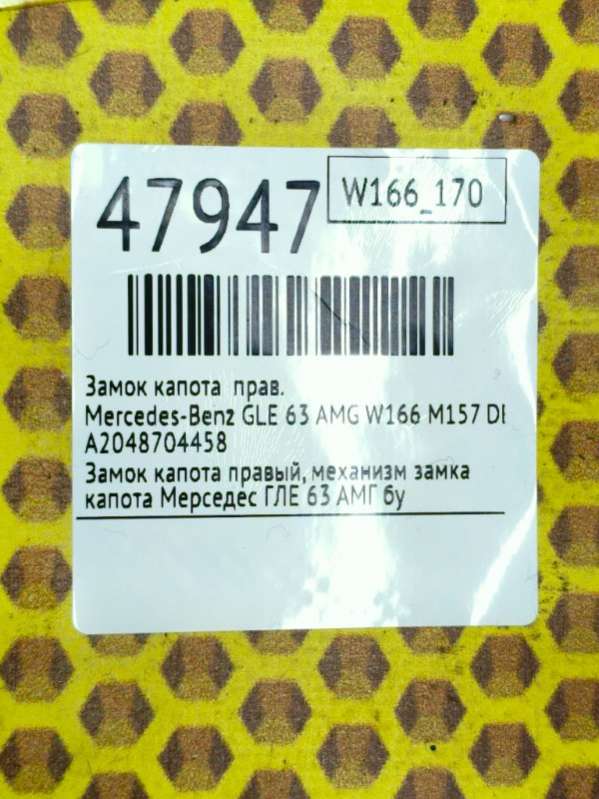 47947
W166_170
Замок капота прав.
Mercedes-Benz GLE 63 AMG W166 M157 DE
A2048704458
Замок капота правый, механизм замка
капота Мерседес ГЛЕ 63 АМГ бу